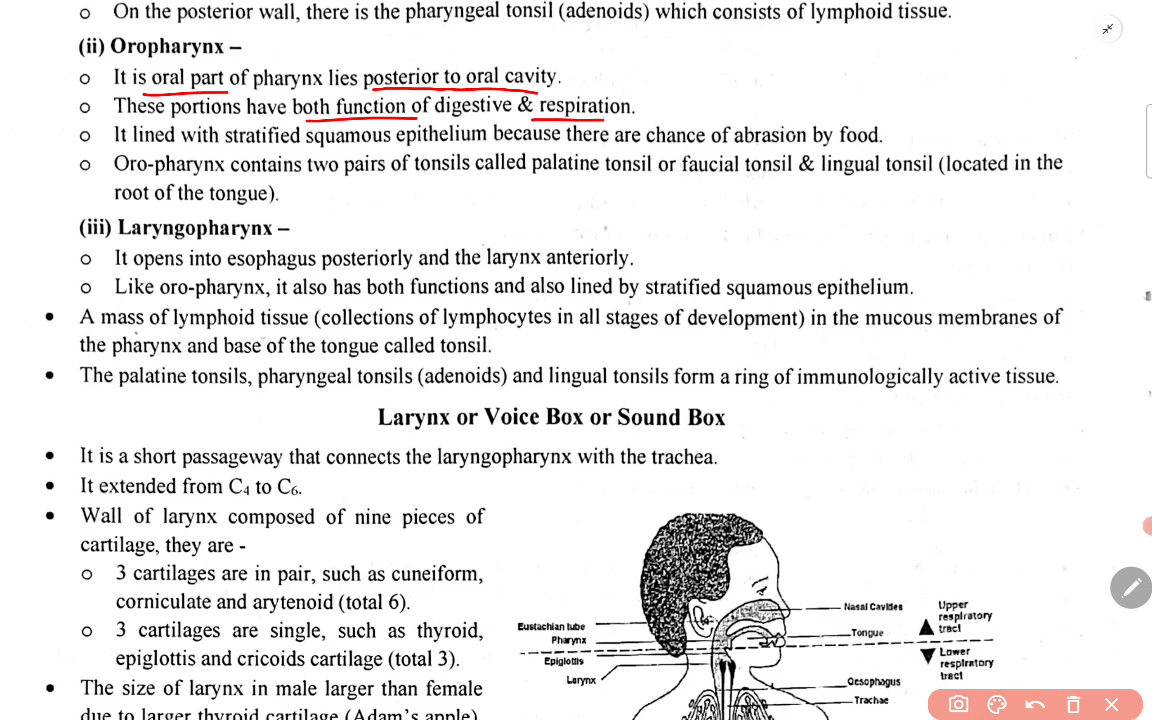 o On the posterior wall, there is the pharyngeal tonsil (adenoids) which consists of lymphoid tissue.
(ii) Oropharynx –
o It is oral part of pharynx lies posterior to oral cavity.
o These portions have both function of digestive & respiration.
o It lined with stratified squamous epithelium because there are chance of abrasion by food.
o Oro-pharynx contains two pairs of tonsils called palatine tonsil or faucial tonsil & lingual tonsil (located in the
root of the tongue).
(iii) Laryngopharynx –
o It opens into esophagus posteriorly and the larynx anteriorly.
o Like oro-pharynx, it also has both functions and also lined by stratified squamous epithelium.
• A mass of lymphoid tissue (collections of lymphocytes in all stages of development) in the mucous membranes of
the pharynx and base of the tongue called tonsil.
• The palatine tonsils, pharyngeal tonsils (adenoids) and lingual tonsils form a ring of immunologically active tissue.
Larynx or Voice Box or Sound Box
• It is a short passageway that connects the laryngopharynx with the trachea.
• It extended from C4 to C6.
• Wall of larynx composed of nine pieces of
cartilage, they are -
o 3 cartilages are in pair, such as cuneiform,
corniculate and arytenoid (total 6).
o 3 cartilages are single, such as thyroid,
epiglottis and cricoids cartilage (total 3).
• The size of larynx in male larger than female
due to larger thyroid cartilage (Adam's apple)
Eustachian tube
Pharynx
Epiglottis
Larynx
Nasal Cavities
Tongue
Oesophagus
Trachae
Upper
respiratory
tract
Lower
respiratory
tract